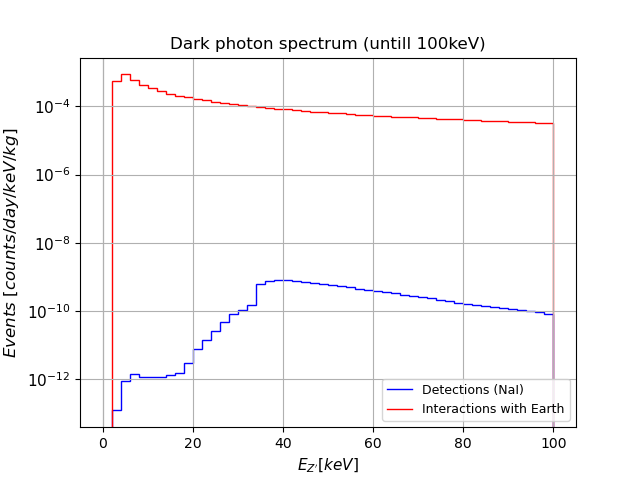 Dark photon spectrum (untill 100keV)
Events [counts/day/keV/kg]
10⁻⁴
10⁻⁶
10⁻⁸
10⁻¹⁰
10⁻¹²
Detections (NaI)
Interactions with Earth
0 20 40 60 80 100
E_{Z'}[keV]